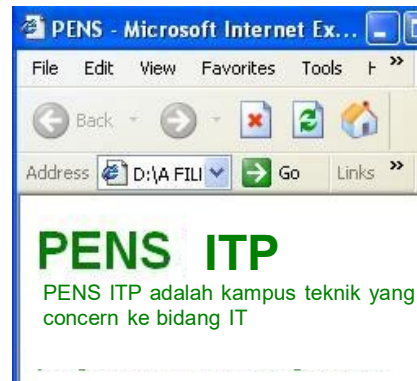 PENS - Microsoft Internet Ex...
File Edit View Favorites Tools H »
Back
Address D:\A FILI Go Links »
PENS ITP
PENS ITP adalah kampus teknik yang
concern ke bidang IT